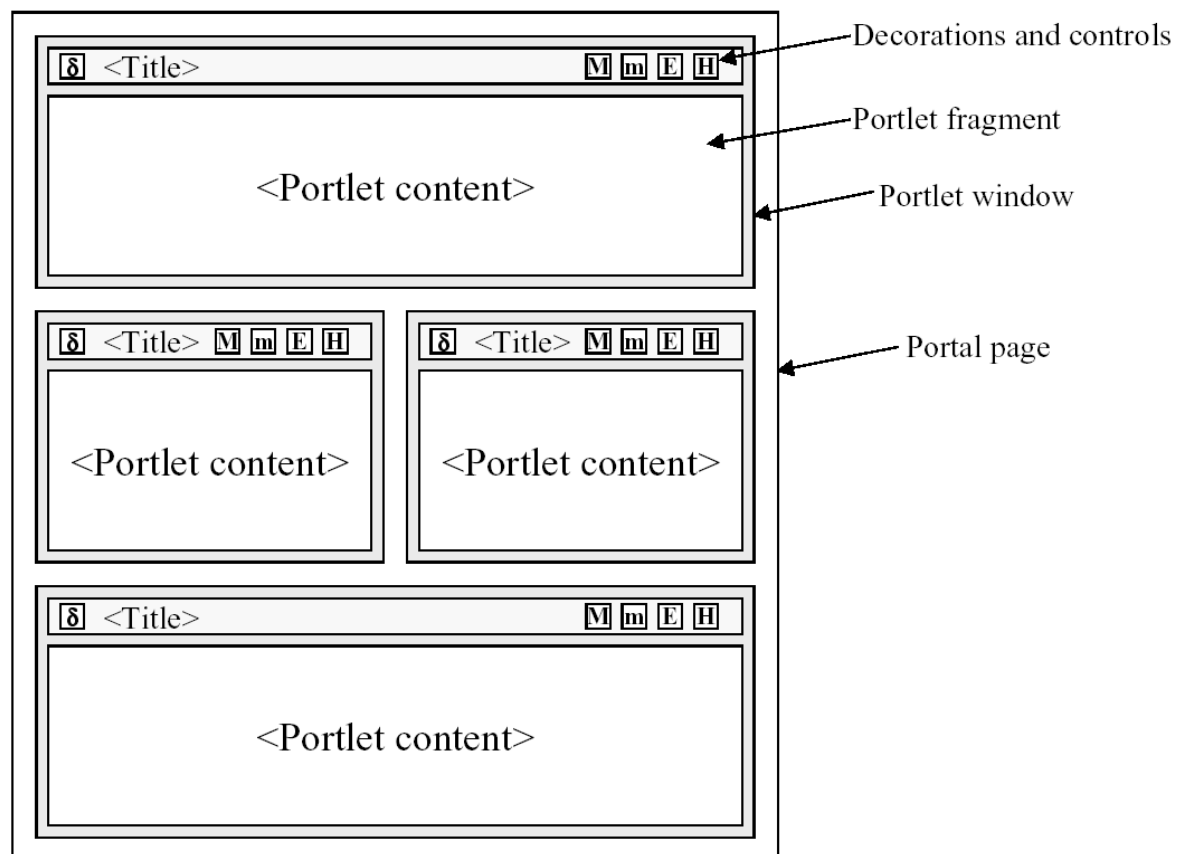 δ <Title> M m E H
Decorations and controls
Portlet fragment
<Portlet content>
Portlet window
δ <Title> M m E H
δ <Title> M m E H
Portal page
<Portlet content>
<Portlet content>
δ <Title> M m E H
<Portlet content>